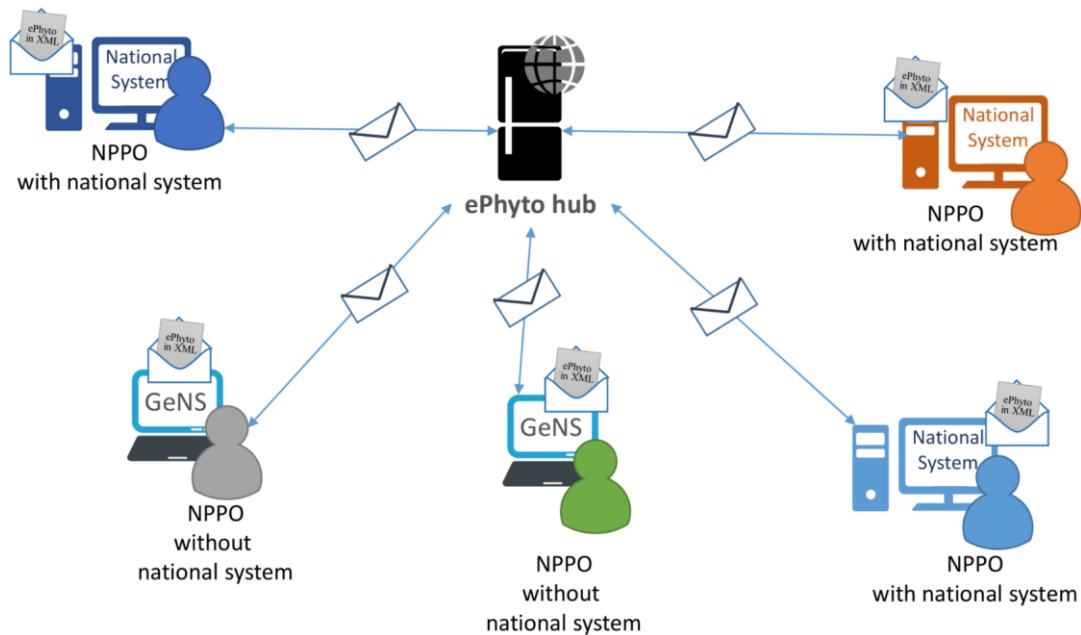 ePhyto
in XML
National
System
NPPO
with national system
ePhyto hub
ePhyto
in XML
National
System
NPPO
with national system
ePhyto
in XML
GeNS
NPPO
without
national system
ePhyto
in XML
GeNS
NPPO
without
national system
ePhyto
in XML
National
System
NPPO
with national system